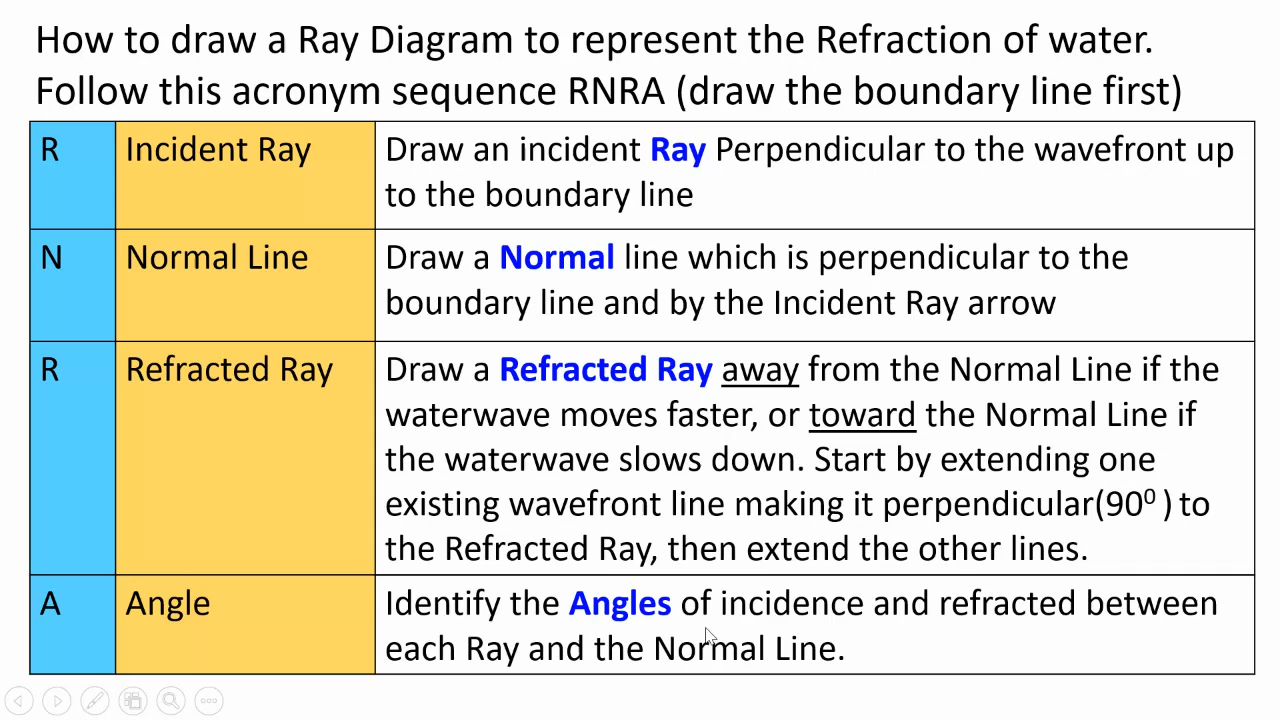 How to draw a Ray Diagram to represent the Refraction of water.
Follow this acronym sequence RNRA (draw the boundary line first)
R
Incident Ray
Draw an incident Ray Perpendicular to the wavefront up
to the boundary line
N
Normal Line
Draw a Normal line which is perpendicular to the
boundary line and by the Incident Ray arrow
R
Refracted Ray
Draw a Refracted Ray away from the Normal Line if the
waterwave moves faster, or toward the Normal Line if
the waterwave slows down. Start by extending one
existing wavefront line making it perpendicular(90⁰ ) to
the Refracted Ray, then extend the other lines.
A
Angle
Identify the Angles of incidence and refracted between
each Ray and the Normal Line.